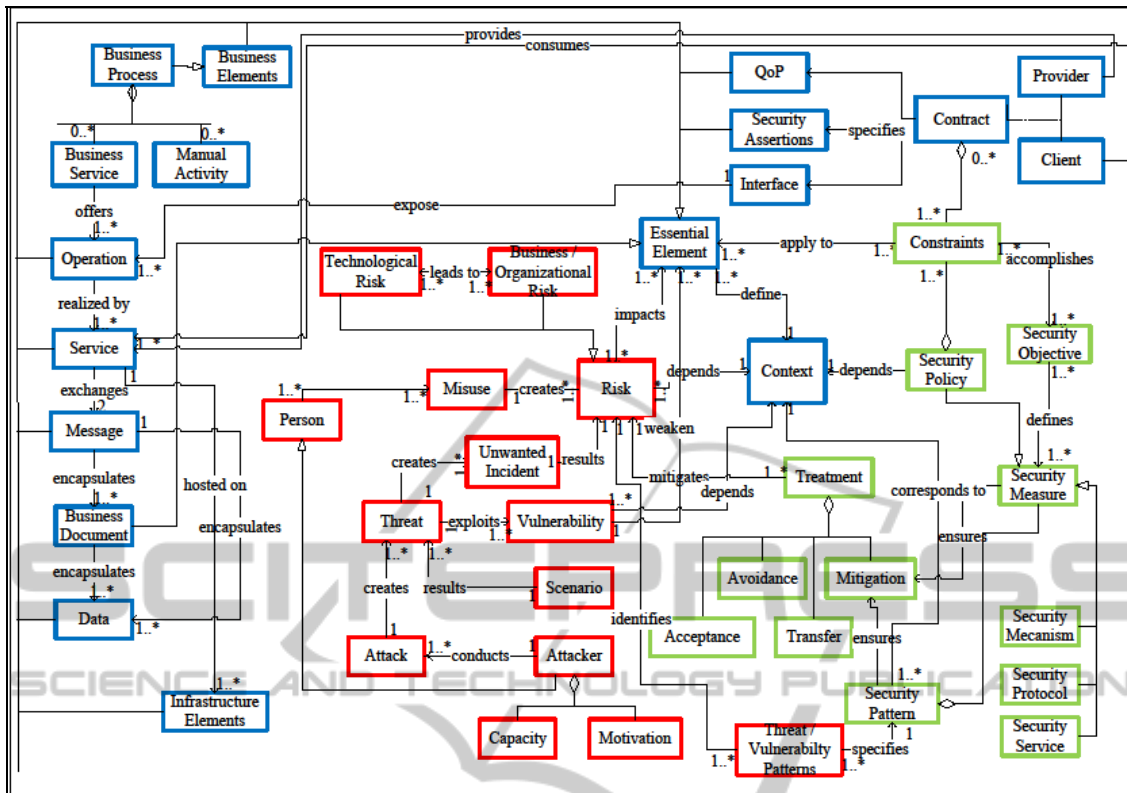 provides
consumes
Business
Process
Business
Elements
QoP
Provider
Contract
Security
Assertions
specifies
Client
0..*
0..*
0..*
Business
Service
Manual
Activity
1
Interface
offers
expose
1..*
1..*
Essential
Element
apply to
1..*
Constraints
1..*
accomplishes
Operation
1..*
Technological
Risk
leads to
1..*
1..*
Business /
Organizational
Risk
1..*
1..*
1..*
1..*
1..*
define
realized by
impacts
1..*
1..*
Service
1..*
1
1
Security
Objective
exchanges
1
1..*
Misuse
creates
1
Risk
depends
1
Context
1
depends
Security
Policy
1..*
2
1..*
1..*
Person
Message
1
1
1
1
weaken
1
defines
Unwanted
Incident
1
results
creates
*
1
mitigates
1..*
Treatment
1..*
Security
Measure
encapsulates
hosted on
1..*
Business
Document
encapsulates
1
Threat
exploits
1..*
Vulnerability
1..*
1
depends
corresponds to
ensures
1..*
1..*
encapsulates
Avoidance
Mitigation
creates
results
1
Scenario
1..*
Data
1..*
identifies
Acceptance
Transfer
ensures
Security
Mecanism
1
Attack
1..*
conducts
1
Attacker
SCITEPRESS
SCIENCE AND TECHNOLOGY PUBLICATIONS
1..*
Infrastructure
Elements
1..*
Security
Pattern
Security
Protocol
Capacity
Motivation
1..*
Threat /
Vulnerabilty
Patterns
specifies
1
1..*
Security
Service